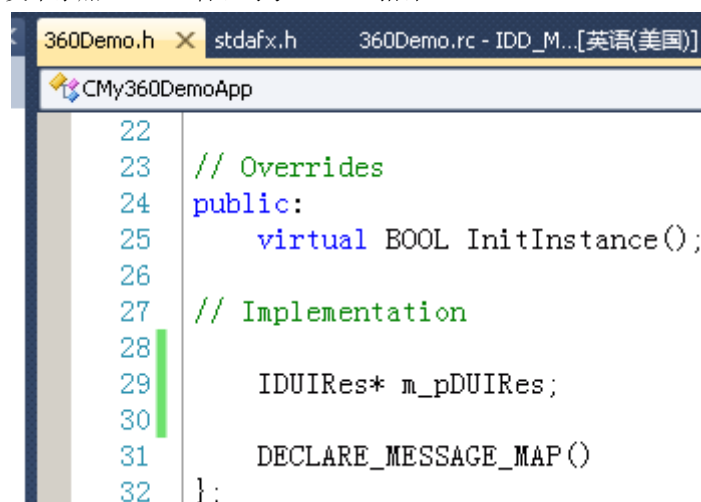 360Demo.h × stdafx.h 360Demo.rc - IDD_M...[英语(美国)]
CMy360DemoApp
22
23 // Overrides
24 public:
25 virtual BOOL InitInstance();
26
27 // Implementation
28
29 IDUIRes* m_pDUIRes;
30
31 DECLARE_MESSAGE_MAP()
32 };